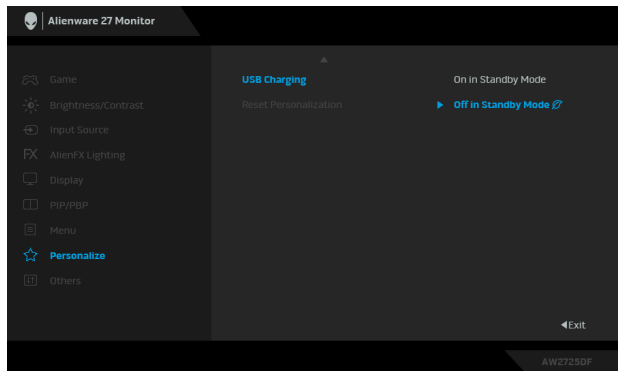 Alienware 27 Monitor
Game
Brightness/Contrast
Input Source
FX AlienFX Lighting
Display
PIP/PBP
Menu
Personalize
Others
USB Charging
On in Standby Mode
Reset Personalization
Off in Standby Mode
Exit
AW2725DF